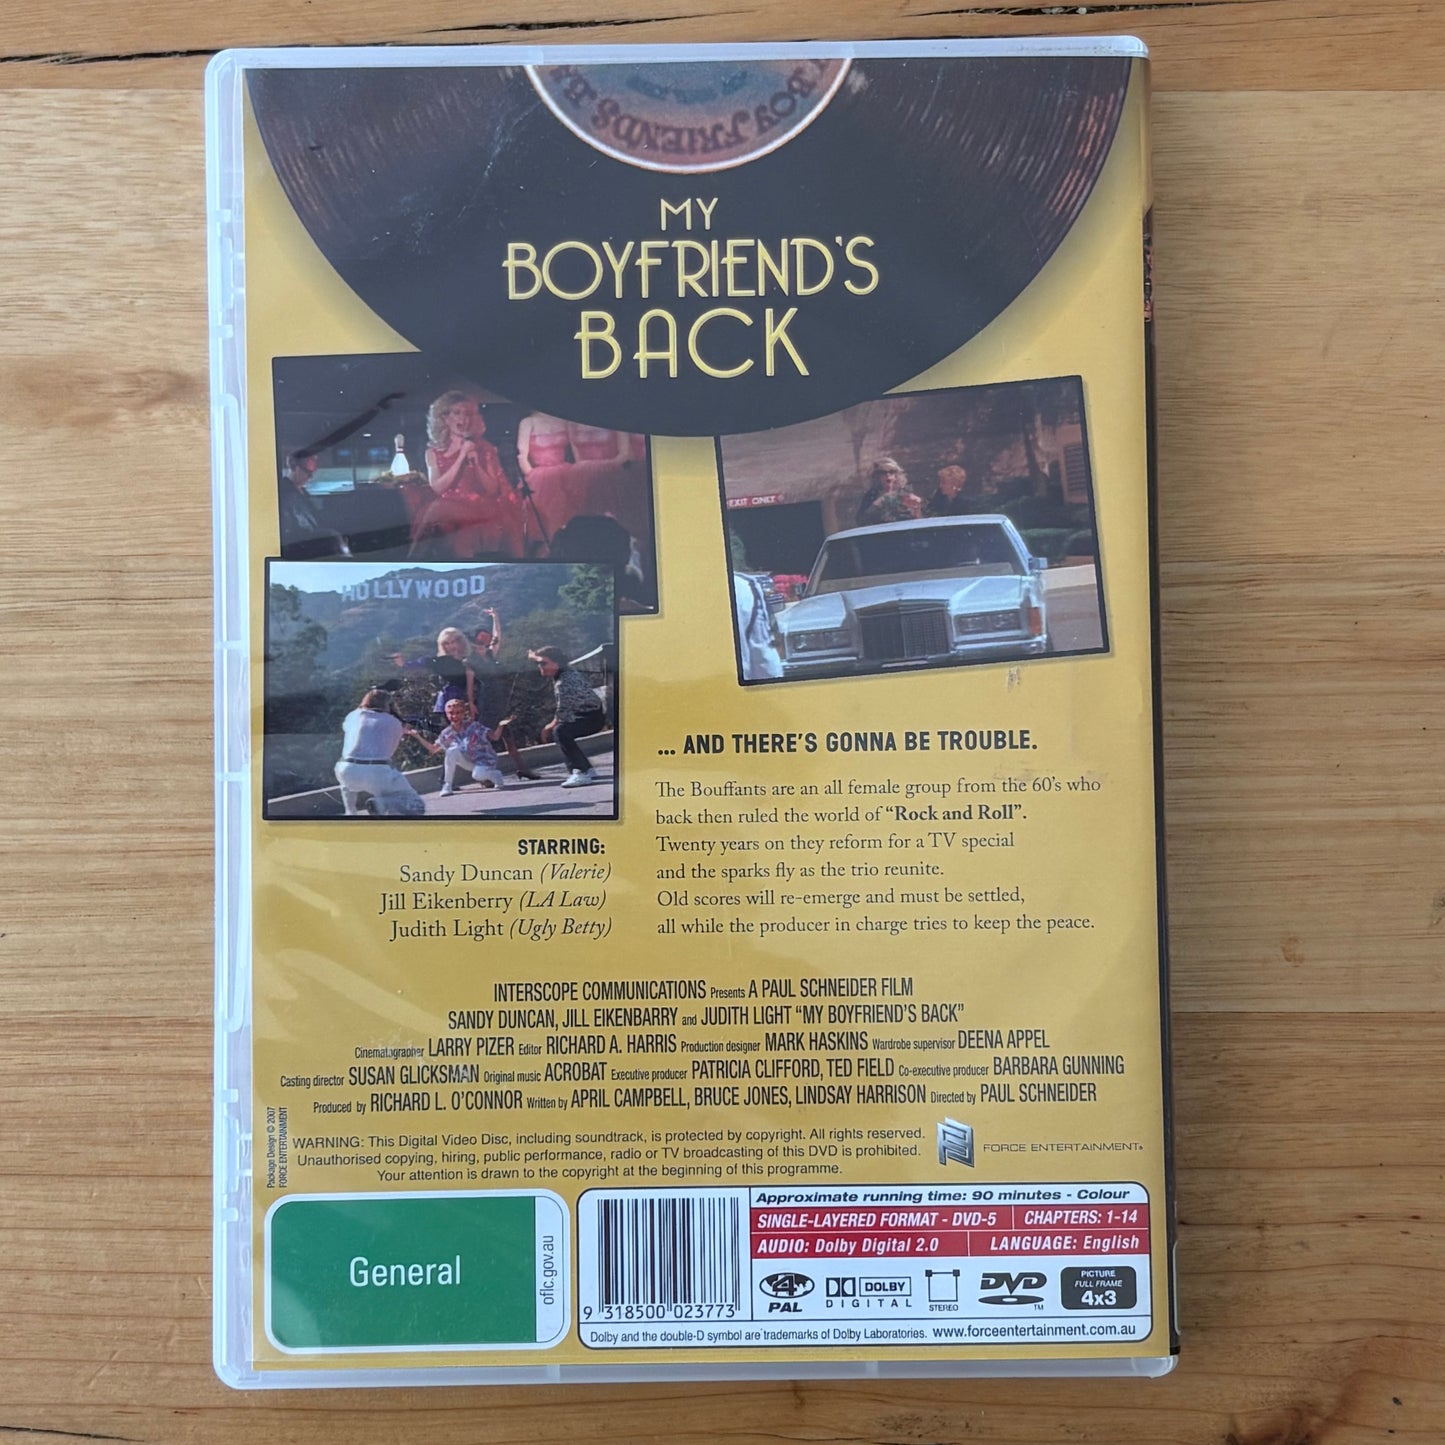 BOYFRIENDS BA
MY
BOYFRIEND'S
BACK
EXIT ONLY
HOLLYWOOD
... AND THERE'S GONNA BE TROUBLE.
The Bouffants are an all female group from the 60's who
back then ruled the world of "Rock and Roll".
Twenty years on they reform for a TV special
and the sparks fly as the trio reunite.
Old scores will re-emerge and must be settled,
all while the producer in charge tries to keep the peace.
STARRING:
Sandy Duncan (Valerie)
Jill Eikenberry (LA Law)
Judith Light (Ugly Betty)
INTERSCOPE COMMUNICATIONS Presents A PAUL SCHNEIDER FILM
SANDY DUNCAN, JILL EIKENBARRY and JUDITH LIGHT "MY BOYFRIEND'S BACK"
Cinematographer LARRY PIZER Editor RICHARD A. HARRIS Production designer MARK HASKINS Wardrobe supervisor DEENA APPEL
Casting director SUSAN GLICKSMAN Original music ACROBAT Executive producer PATRICIA CLIFFORD, TED FIELD Co-executive producer BARBARA GUNNING
Produced by RICHARD L. O'CONNOR Written by APRIL CAMPBELL, BRUCE JONES, LINDSAY HARRISON Directed by PAUL SCHNEIDER
Package Design © 2007
FORCE ENTERTAINMENT
WARNING: This Digital Video Disc, including soundtrack, is protected by copyright. All rights reserved.
Unauthorised copying, hiring, public performance, radio or TV broadcasting of this DVD is prohibited.
Your attention is drawn to the copyright at the beginning of this programme.
FORCE ENTERTAINMENT
General
oflc.gov.au
9 318500 023773
Approximate running time: 90 minutes - Colour
SINGLE-LAYERED FORMAT - DVD-5 CHAPTERS: 1-14
AUDIO: Dolby Digital 2.0 LANGUAGE: English
4
PAL
DOLBY
DIGITAL
STEREO
DVD
TM
PICTURE
FULL FRAME
4x3
Dolby and the double-D symbol are trademarks of Dolby Laboratories. www.forceentertainment.com.au